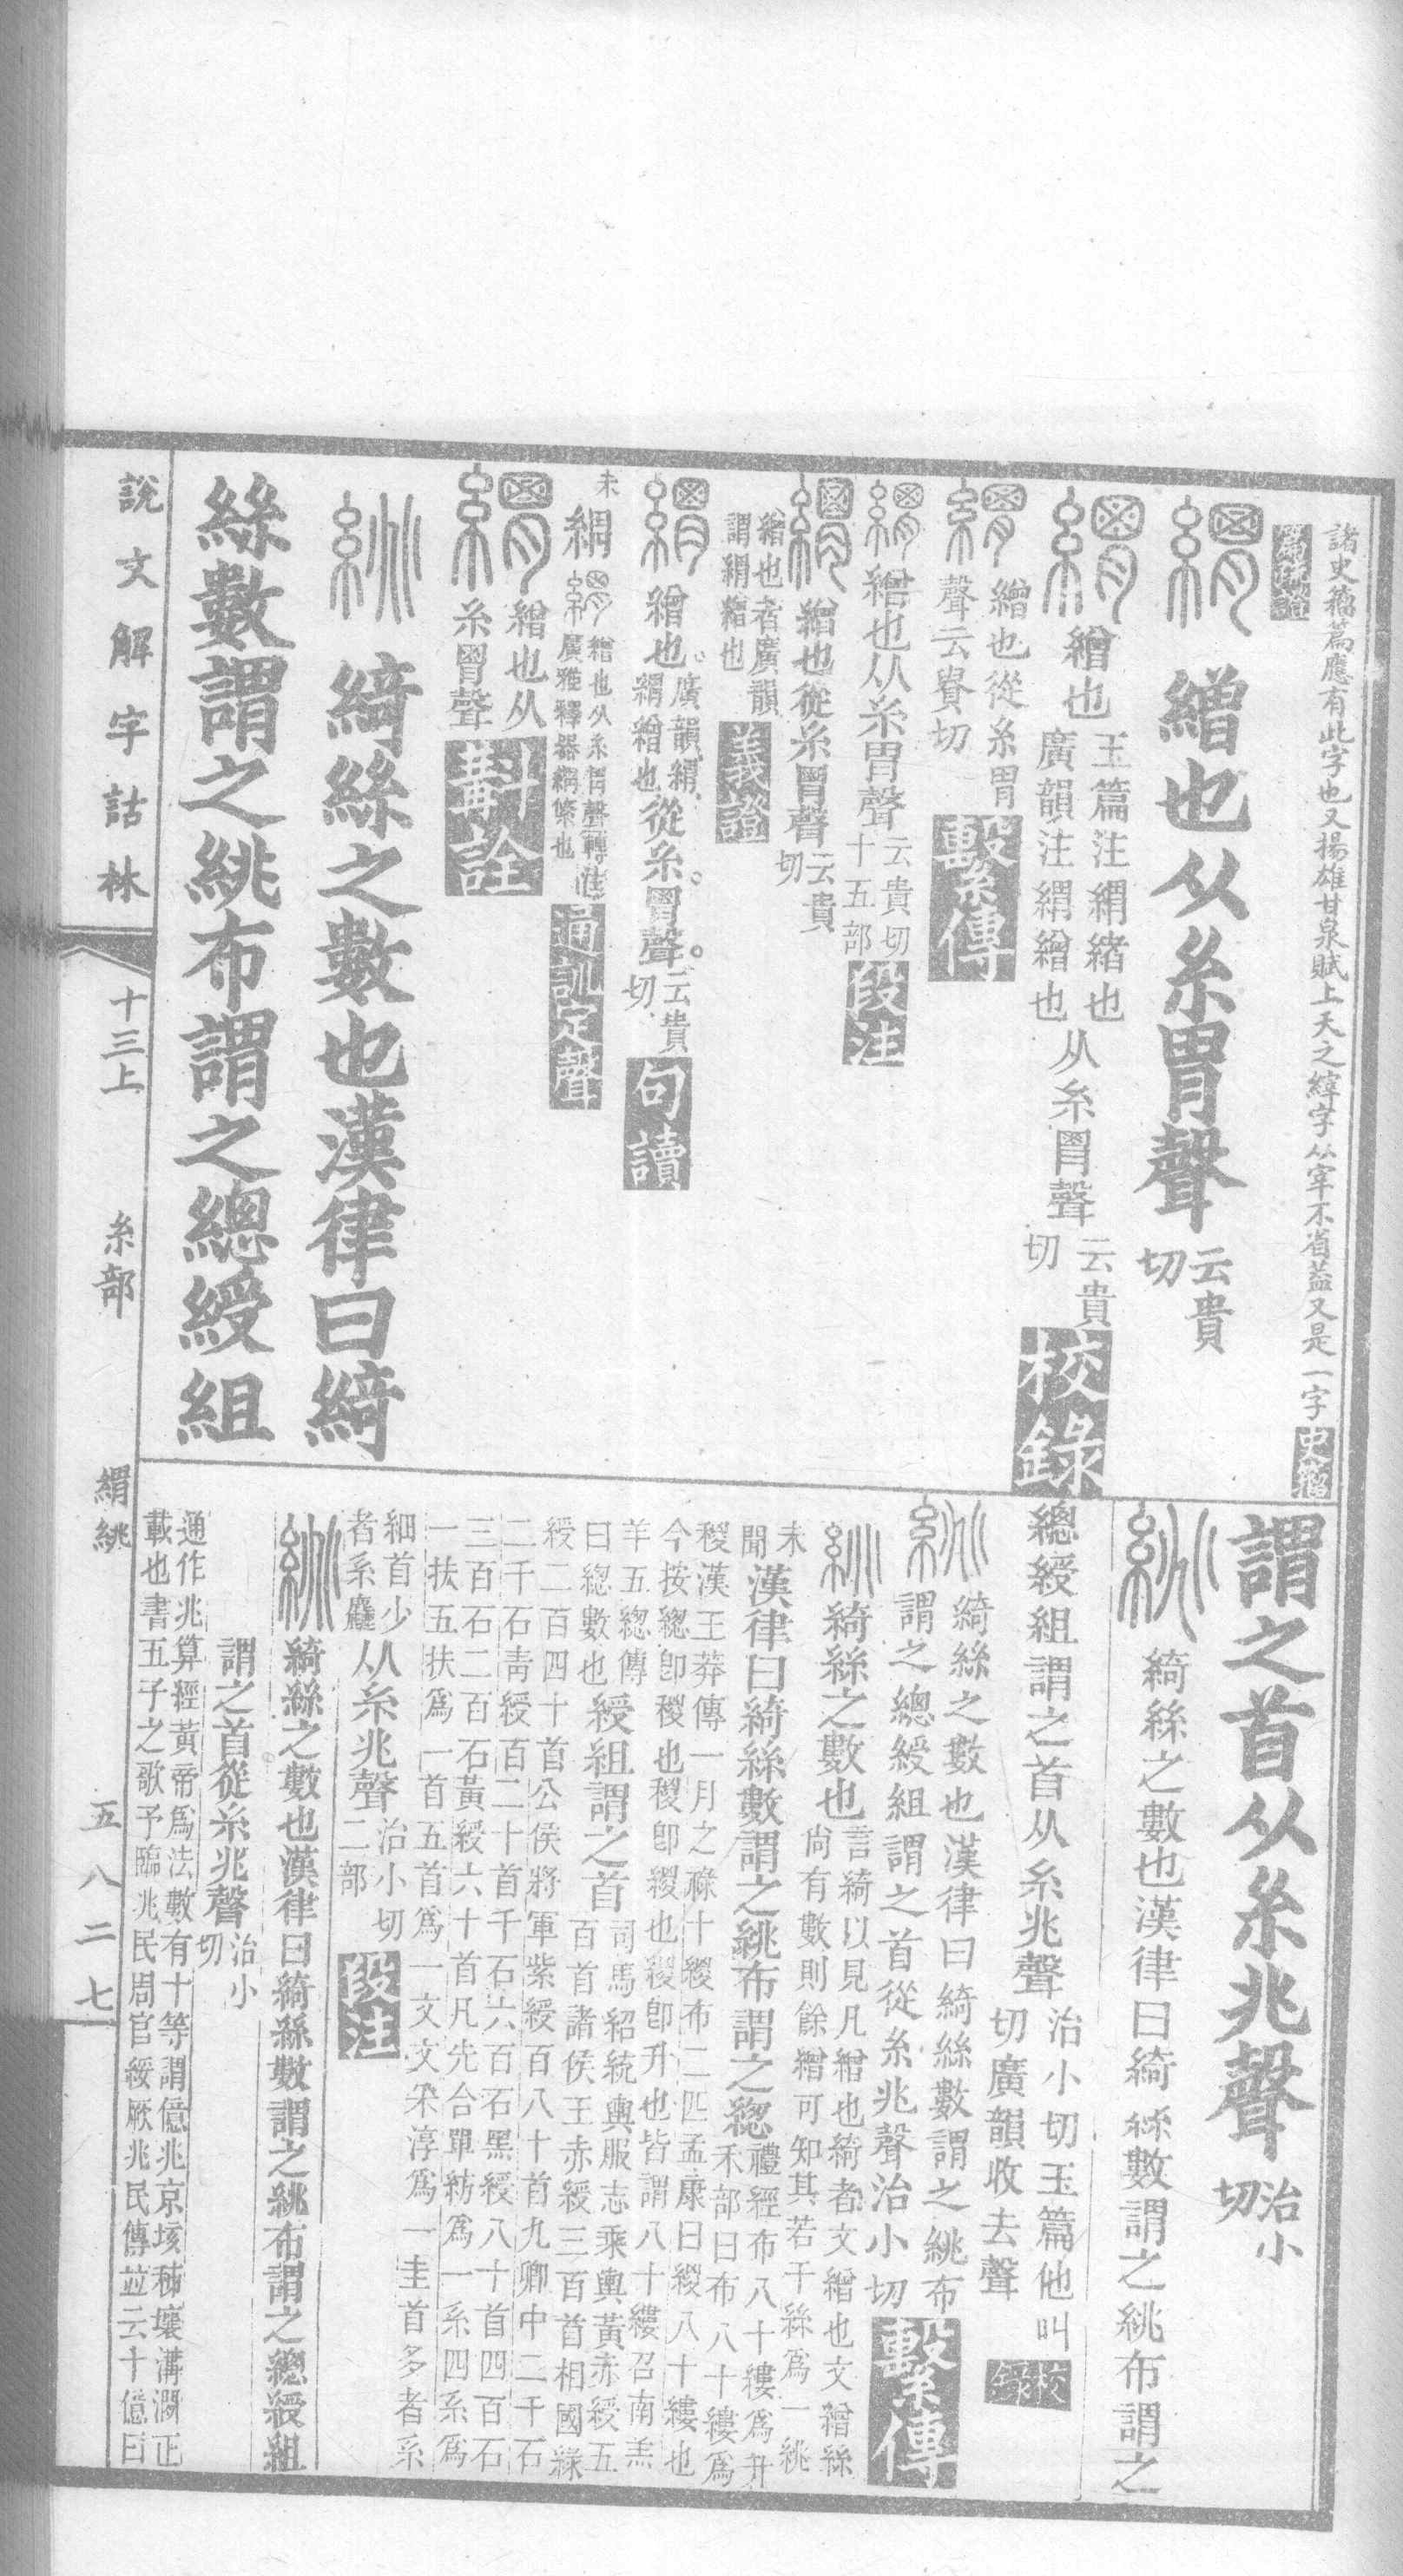 諸史籀篇應有此字也又揚雄甘泉賦上天之縡字从宰不省葢又是一字 史籀
篇疏證
繒也从糸胃聲 云貴切
繒也 玉篇注緭緒也廣韻注緭繒也 从糸胃聲 云貴切 校錄
繒也從糸胃聲云貴切 繫傳
繒也从糸胃聲 云貴切十五部 段注
繒也從糸胃聲 云貴切
繒也者廣韻謂緭繒也 義證
繒也。廣韻緭緭繒也 從糸。胃聲。云貴切 句讀
未
緭 繒也从糸胃聲 轉注 廣雅釋器緭䋈也 通訓定聲
繒也从糸胃聲 斠詮
綺絲之數也漢律曰綺
絲數謂之絩布謂之總綬組
謂之首从糸兆聲 治小切
綺絲之數也漢律曰綺絲數謂之絩布謂之
總綬組謂之首从糸兆聲 治小切玉篇他叫切廣韻收去聲 校錄
綺絲之數也漢律曰綺絲數謂之絩布謂之總綬組謂之首從糸兆聲治小切 繫傳
綺絲之數也 言綺以見凡繒也綺者文繒也文繒絲尙有數則餘繒可知其若干絲爲一絩
未聞 漢律曰綺絲數謂之絩布謂之緫 禮經布八十縷爲升禾部曰布八十縷爲
稯漢王莽傳一月之祿十稯布二匹孟康曰稯八十縷也
今按總卽稯也稯卽緵也緵卽升也皆謂八十縷召南羔
羊五總傳曰緫數也 綬組謂之首 司馬紹統輿服志乘輿黃赤綬五百首諸侯王赤綬三百首相國綠
綬二百四十首公侯將軍紫綬百八十首九卿中二千石
二千石靑綬百二十首千石六百石黑綬八十首四百石
三百石二百石黃綬六十首凡先合單紡爲一系四系爲
一扶五扶爲一首五首爲一文文采淳爲一圭首多者系
細首少者系麤 从糸兆聲 治小切二部 段注
綺絲之數也漢律曰綺絲數謂之絩布謂之總綬組
謂之首從糸兆聲 治小切
通作兆算經黃帝爲法數有十等謂億兆京垓秭壤溝澗正
載也書五子之歌予臨兆民周官綏厥兆民傳竝云十億曰
說文解字詁林 十三上 糸部 緭絩 五八二七